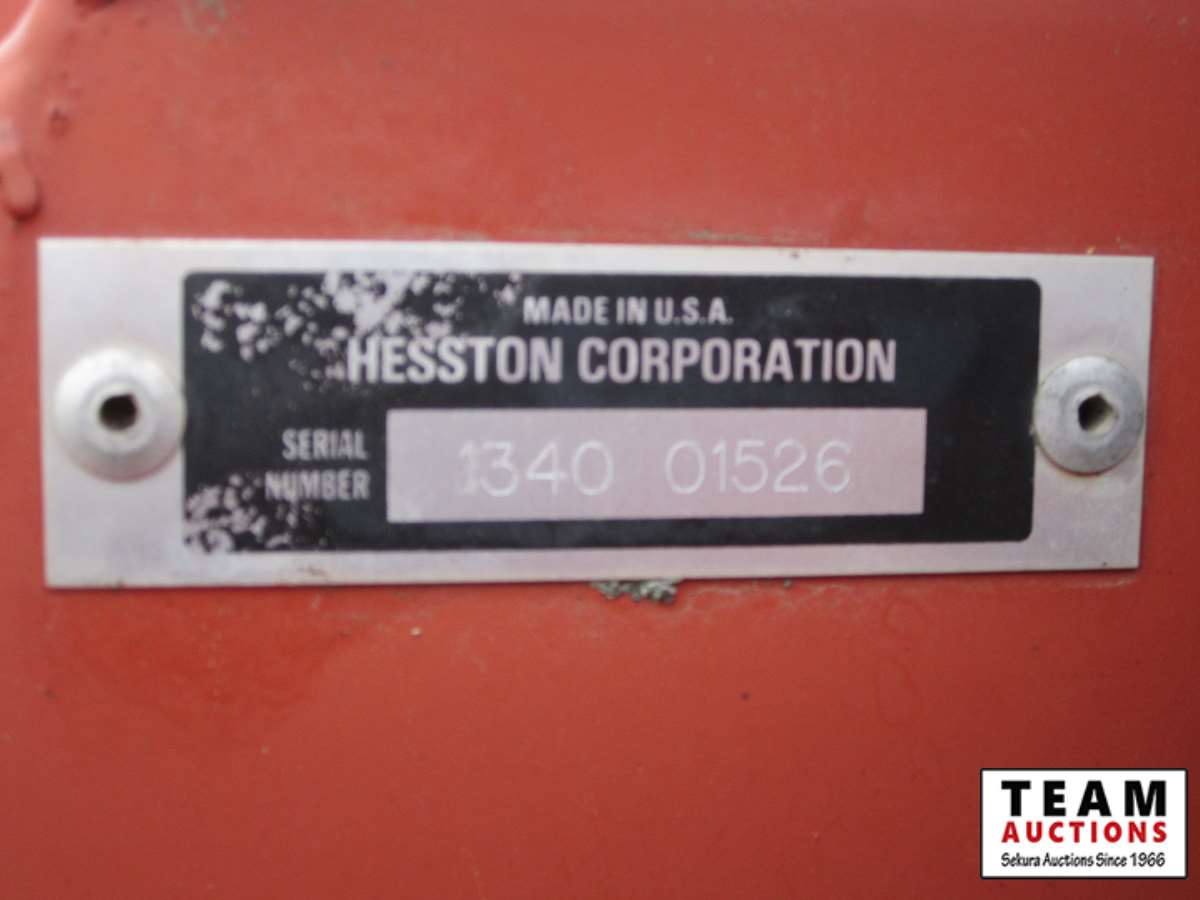 MADE IN U.S.A.
HESSTON CORPORATION
SERIAL
NUMBER
1340 01526
TEAM
AUCTIONS
Sekura Auctions Since 1966